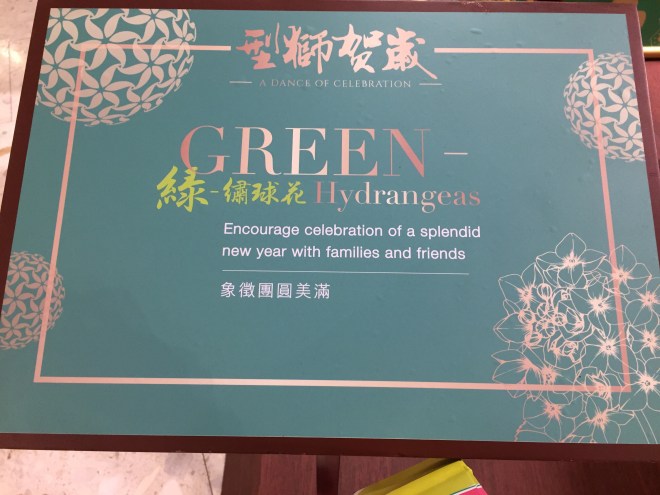 型獅賀歲
A DANCE OF CELEBRATION
GREEN -
綠-繡球花 Hydrangeas
Encourage celebration of a splendid
new year with families and friends
象徵團圓美滿